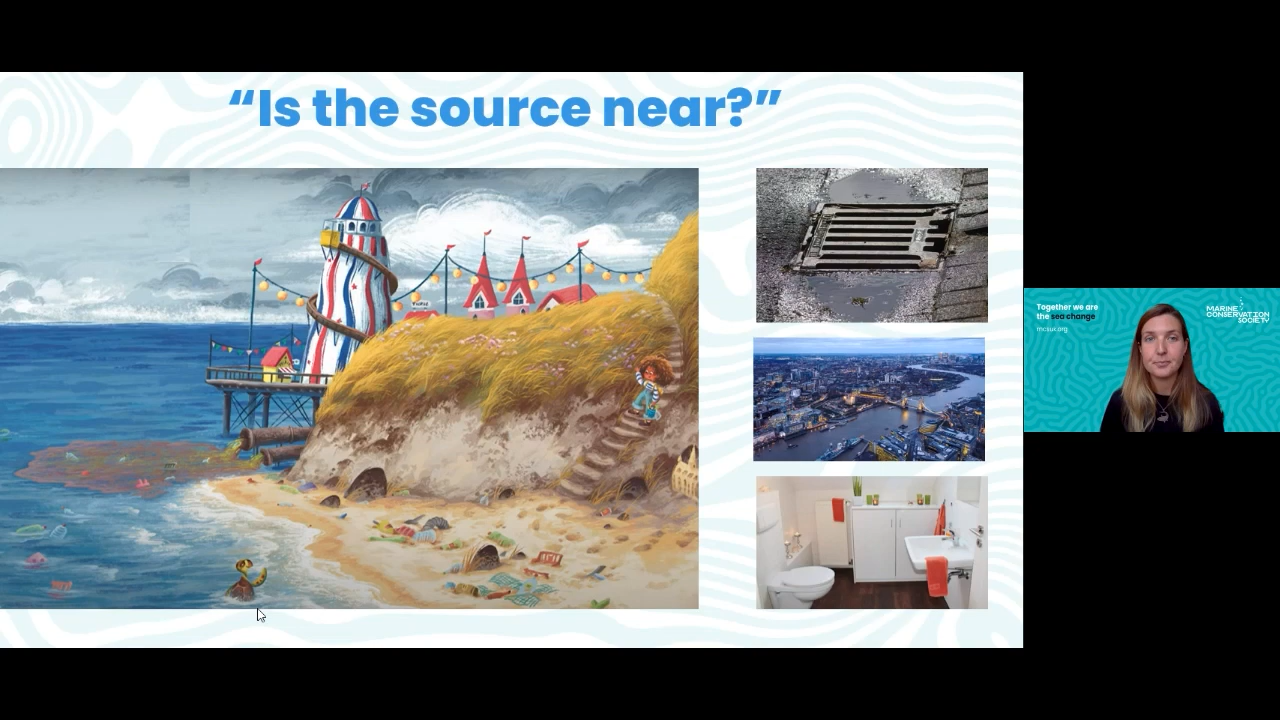 “Is the source near?”
Together we are
the sea change
mcsuk.org
MARINE
CONSERVATION
SOCIETY